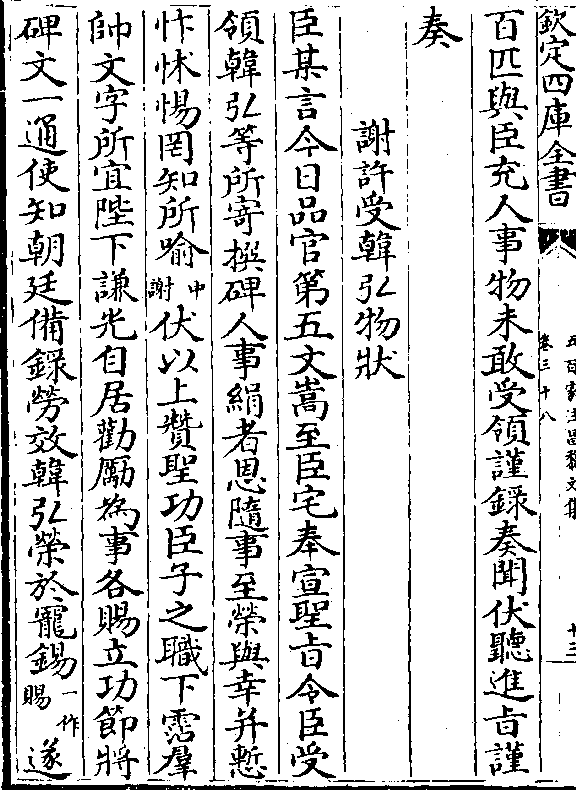 欽定四庫全書
五百家注昌黎文集
卷三十八
十三
百匹與臣充人事物未敢受領謹錄奏聞伏聽進旨謹
奏
謝許受韓弘物狀
臣某言今日品官第五文嵩至臣宅奉宣聖旨令臣受
領韓弘等所寄撰碑人事絹者恩隨事至榮與幸并慙
忭怵惕罔知所喻中謝伏以上贊聖功臣子之職下霑羣
帥文字所宜陛下謙光自居勸勵為事各賜立功節將
碑文一通使知朝廷備錄勞效韓弘榮於寵錫一作賜遂